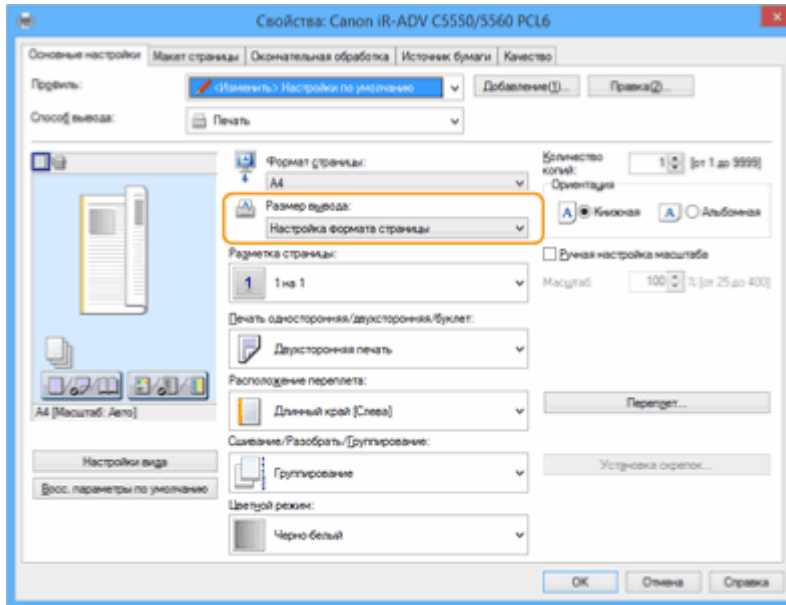 Свойства: Canon iR-ADV C5550/5560 PCL6
Основные настройки Макет страницы Окончательная обработка Источник бумаги Качество
Профиль: <Изменить> Настройки по умолчанию Добавление(1)... Правка(2)...
Способ вывода: Печать
Формат страницы:
A4
Размер вывода:
Настройка формата страницы
Количество копий: 1 [от 1 до 9999]
Ориентация
A Книжная A Альбомная
Разметка страницы:
1 1 на 1
Ручная настройка масштаба
Масштаб: 100 % [от 25 до 400]
Печать односторонняя/двухсторонняя/буклет:
Двухсторонняя печать
A4 [Масштаб: Авто]
Расположение переплета:
Длинный край [Слева]
Переплет...
Настройки вида
Восс. параметры по умолчанию
Сшивание/Разобрать/Группирование:
Группирование
Установка скрепок...
Цветной режим:
Черно белый
OK Отмена Справка